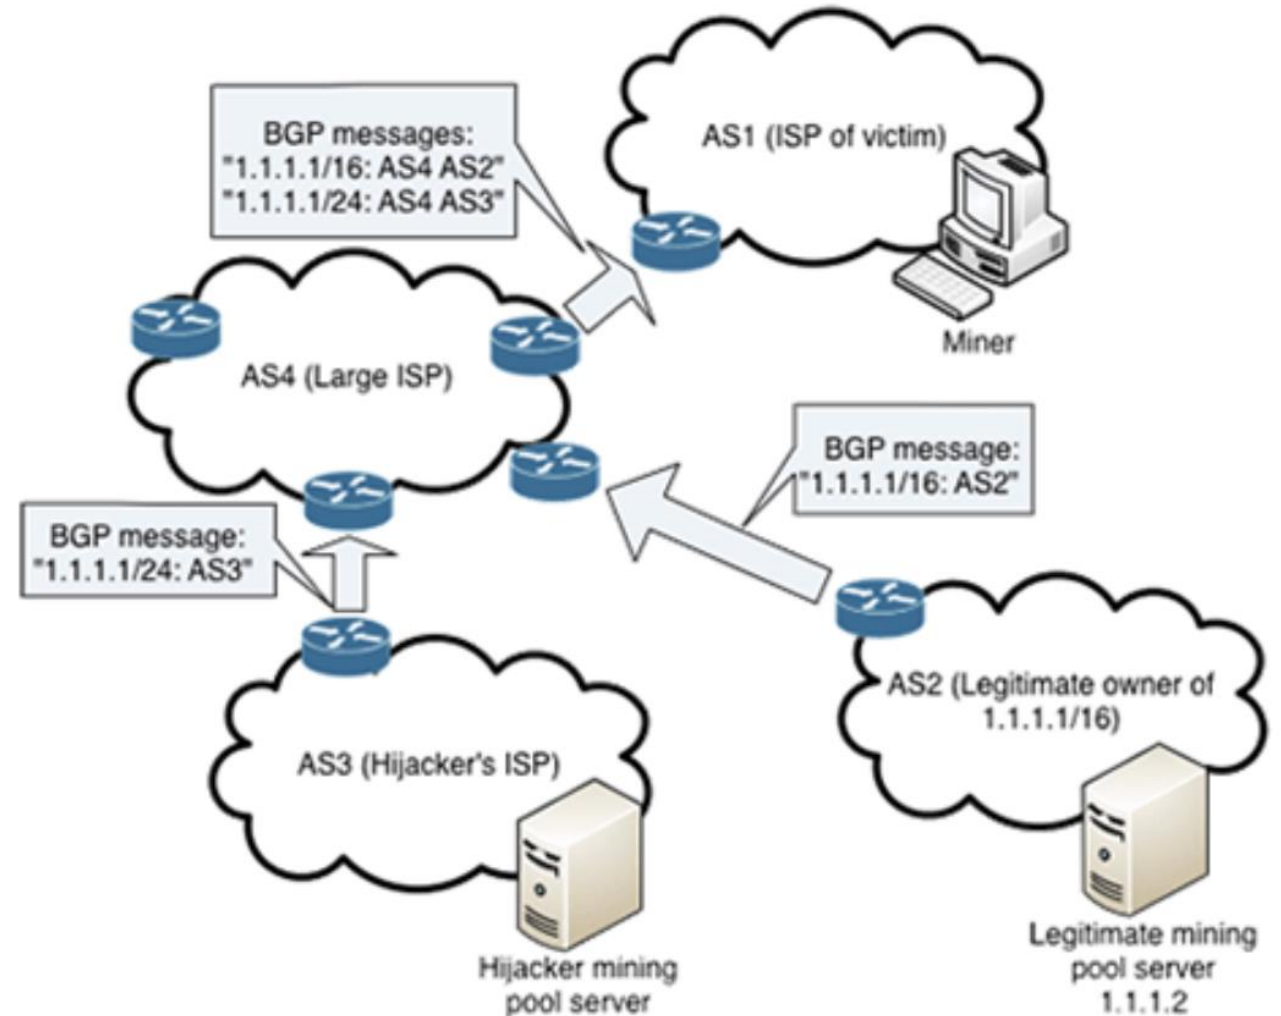 BGP messages:
"1.1.1.1/16: AS4 AS2"
"1.1.1.1/24: AS4 AS3"
AS1 (ISP of victim)
Miner
AS4 (Large ISP)
BGP message:
"1.1.1.1/16: AS2"
BGP message:
"1.1.1.1/24: AS3"
AS2 (Legitimate owner of
1.1.1.1/16)
AS3 (Hijacker's ISP)
Hijacker mining
pool server
Legitimate mining
pool server
1.1.1.2